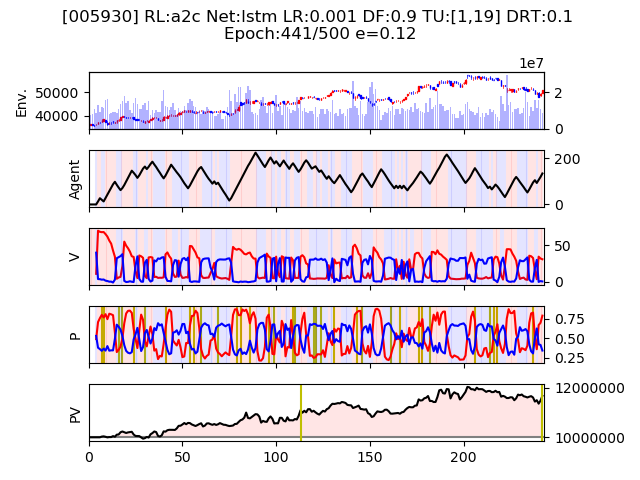 [005930] RL:a2c Net:lstm LR:0.001 DF:0.9 TU:[1,19] DRT:0.1
Epoch:441/500 e=0.12
1e7
Env.
50000
40000
2
0
Agent
200
0
V
50
0
P
0.75
0.50
0.25
PV
12000000
10000000
0
50
100
150
200